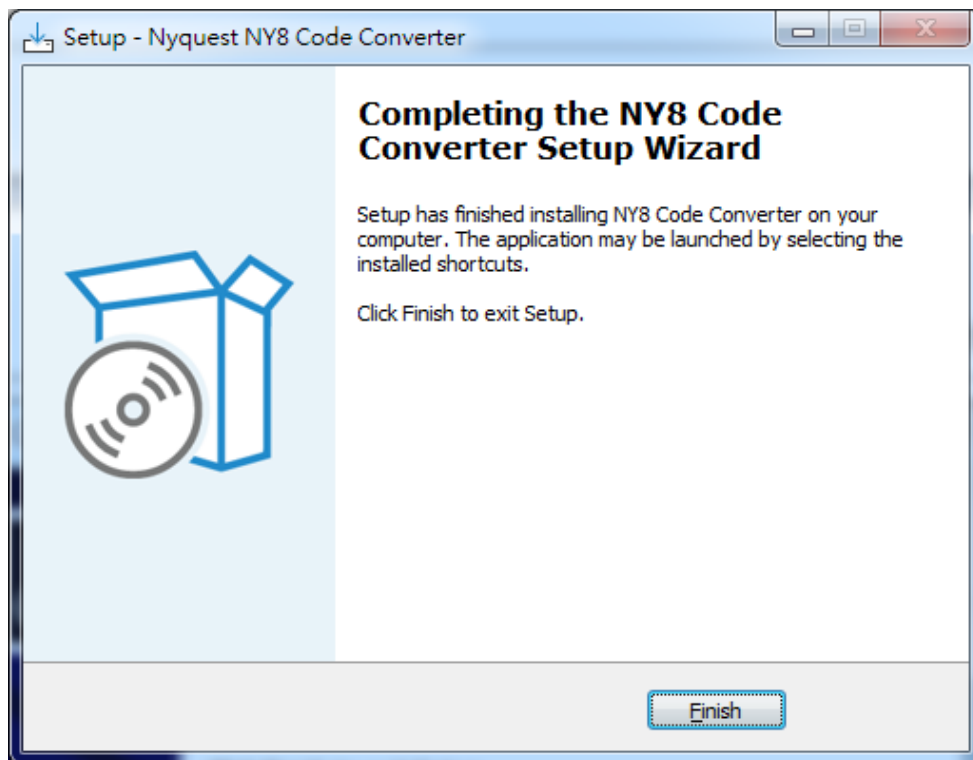 Setup - Nyquest NY8 Code Converter
Completing the NY8 Code
Converter Setup Wizard
Setup has finished installing NY8 Code Converter on your
computer. The application may be launched by selecting the
installed shortcuts.
Click Finish to exit Setup.
Finish